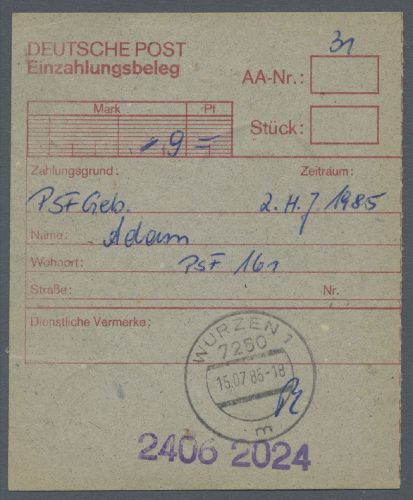 DEUTSCHE POST
Einzahlungsbeleg
31
AA-Nr.:
Mark Pf
Stück:
9 =
Zahlungsgrund: Zeitraum:
PSF Geb. 2. H. J 1985
Name: Adam
Wohnort: PSF 161
Straße: Nr.
Dienstliche Vermerke:
WURZEN 1
7250
15.07.85-18
m
2406 2024